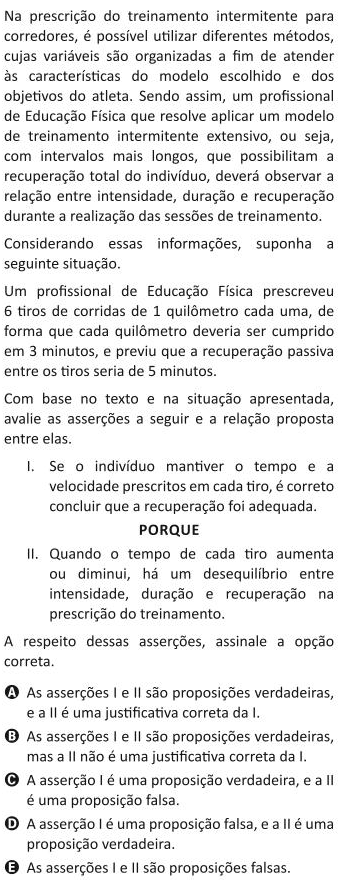 Na prescrição do treinamento intermitente para
corredores, é possível utilizar diferentes métodos,
cujas variáveis são organizadas a fim de atender
às características do modelo escolhido e dos
objetivos do atleta. Sendo assim, um profissional
de Educação Física que resolve aplicar um modelo
de treinamento intermitente extensivo, ou seja,
com intervalos mais longos, que possibilitam a
recuperação total do indivíduo, deverá observar a
relação entre intensidade, duração e recuperação
durante a realização das sessões de treinamento.
Considerando essas informações, suponha a
seguinte situação.
Um profissional de Educação Física prescreveu
6 tiros de corridas de 1 quilômetro cada uma, de
forma que cada quilômetro deveria ser cumprido
em 3 minutos, e previu que a recuperação passiva
entre os tiros seria de 5 minutos.
Com base no texto e na situação apresentada,
avalie as asserções a seguir e a relação proposta
entre elas.
I. Se o indivíduo mantiver o tempo e a
velocidade prescritos em cada tiro, é correto
concluir que a recuperação foi adequada.
PORQUE
II. Quando o tempo de cada tiro aumenta
ou diminui, há um desequilíbrio entre
intensidade, duração e recuperação na
prescrição do treinamento.
A respeito dessas asserções, assinale a opção
correta.
A As asserções I e II são proposições verdadeiras,
e a II é uma justificativa correta da I.
B As asserções I e II são proposições verdadeiras,
mas a II não é uma justificativa correta da I.
C A asserção I é uma proposição verdadeira, e a II
é uma proposição falsa.
D A asserção I é uma proposição falsa, e a II é uma
proposição verdadeira.
E As asserções I e II são proposições falsas.